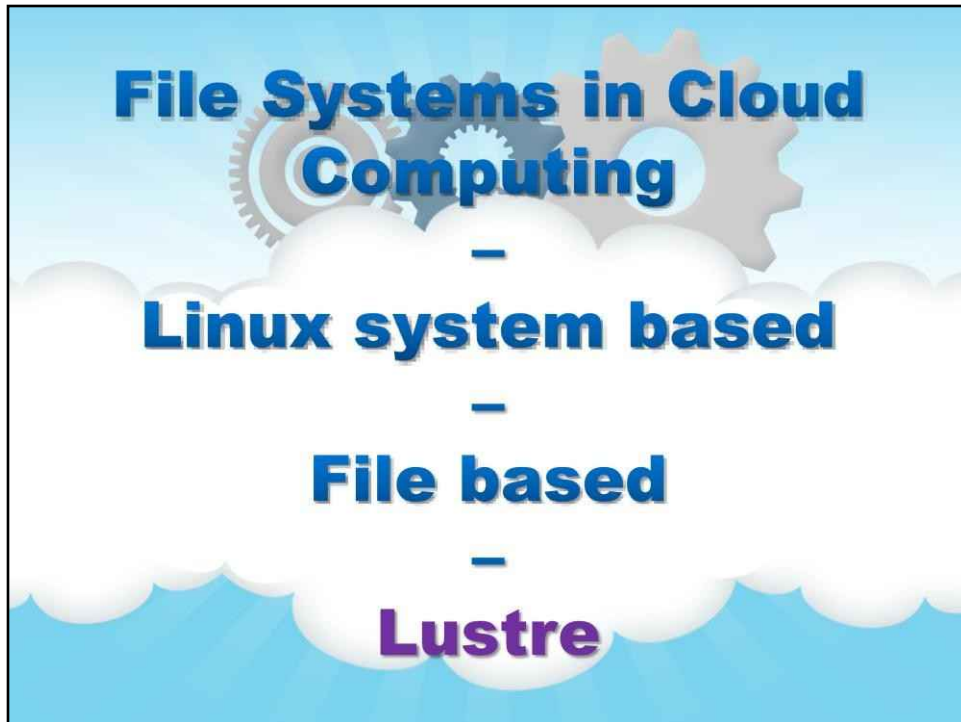 File Systems in Cloud
Computing
–
Linux system based
–
File based
–
Lustre